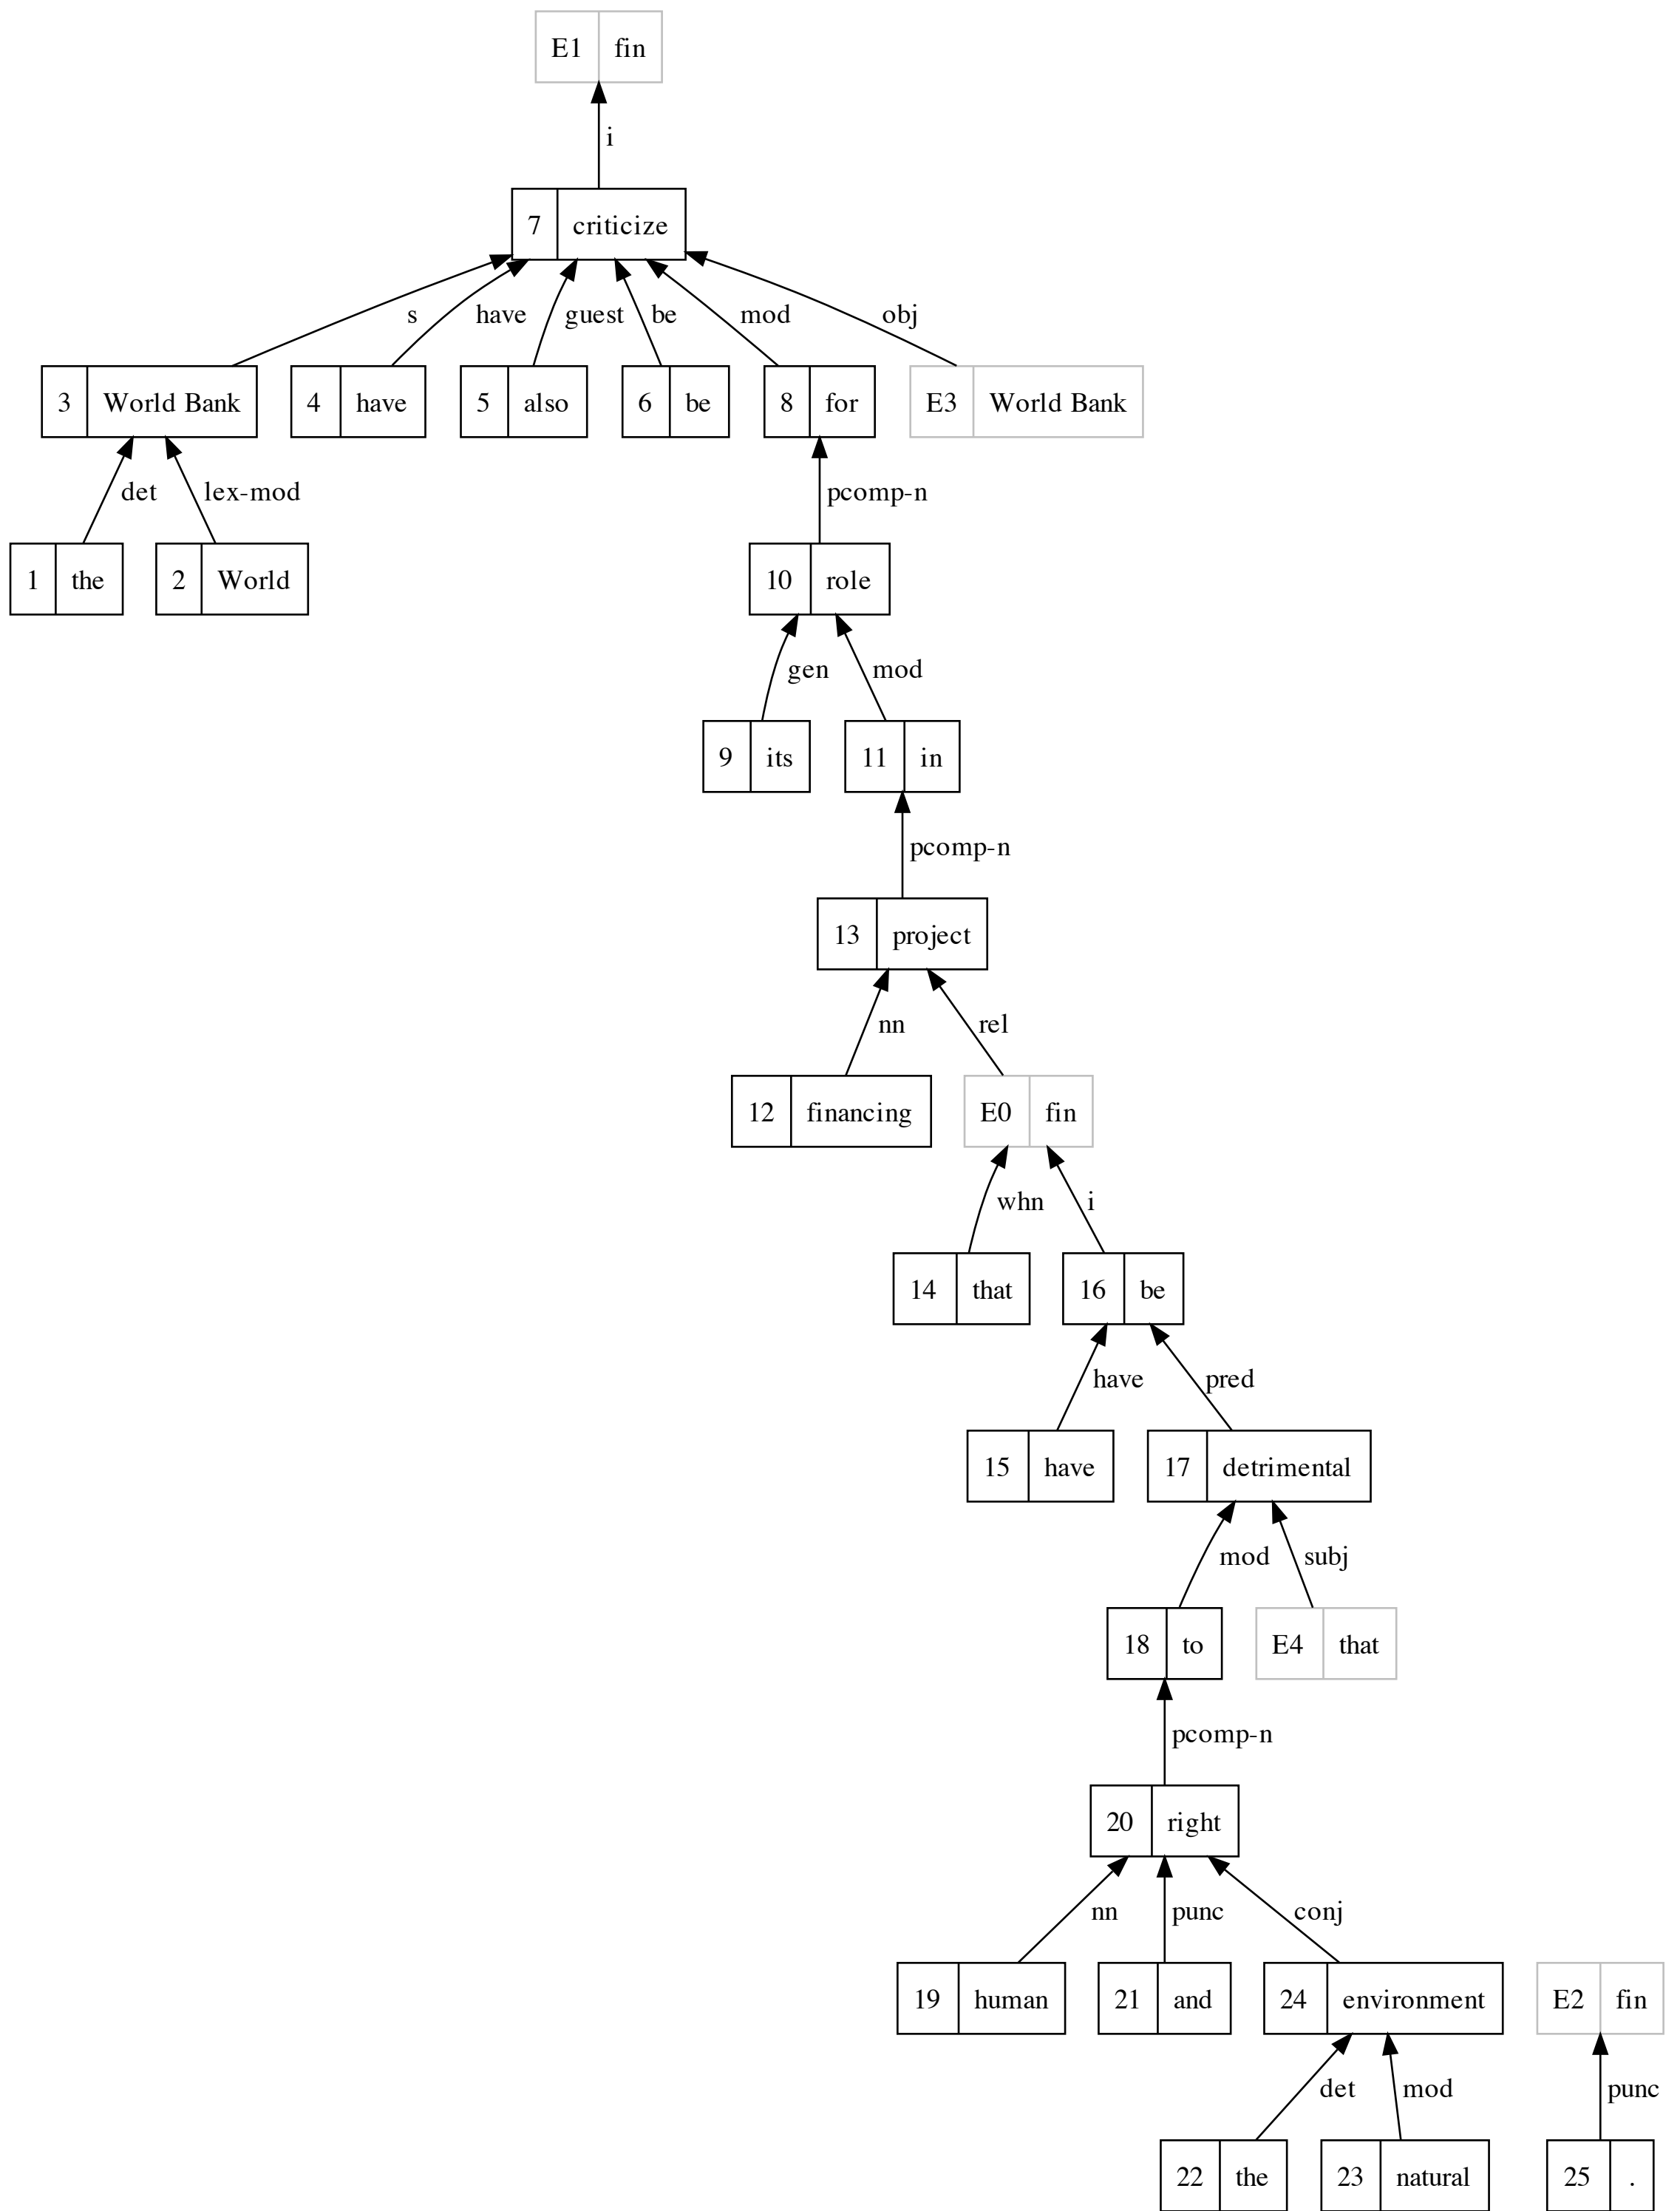 E1 fin
i
7 criticize
s have guest be mod obj
3 World Bank 4 have 5 also 6 be 8 for E3 World Bank
det lex-mod pcomp-n
1 the 2 World 10 role
gen mod
9 its 11 in
pcomp-n
13 project
nn rel
12 financing E0 fin
whn i
14 that 16 be
have pred
15 have 17 detrimental
mod subj
18 to E4 that
pcomp-n
20 right
nn punc conj
19 human 21 and 24 environment E2 fin
det mod punc
22 the 23 natural 25 .